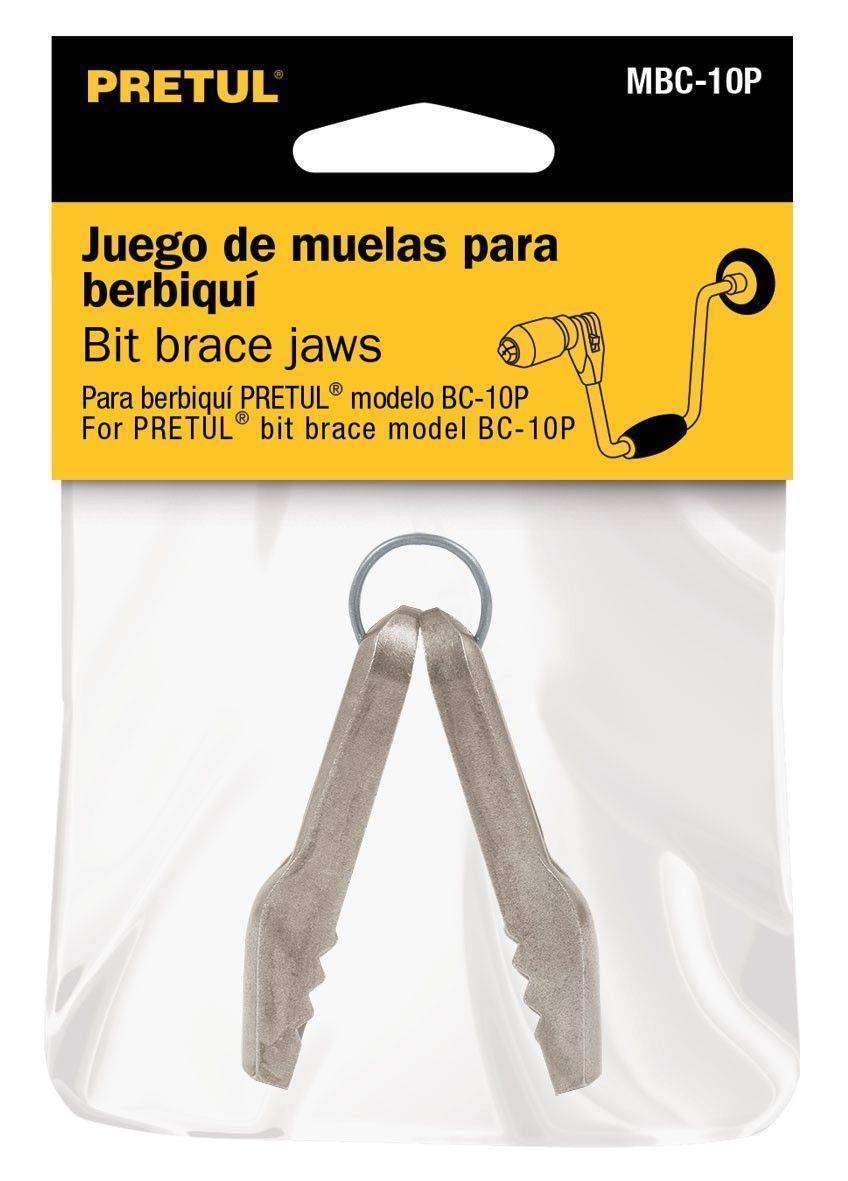 PRETUL®
MBC-10P
Juego de muelas para
berbiquí
Bit brace jaws
Para berbiquí PRETUL® modelo BC-10P
For PRETUL® bit brace model BC-10P